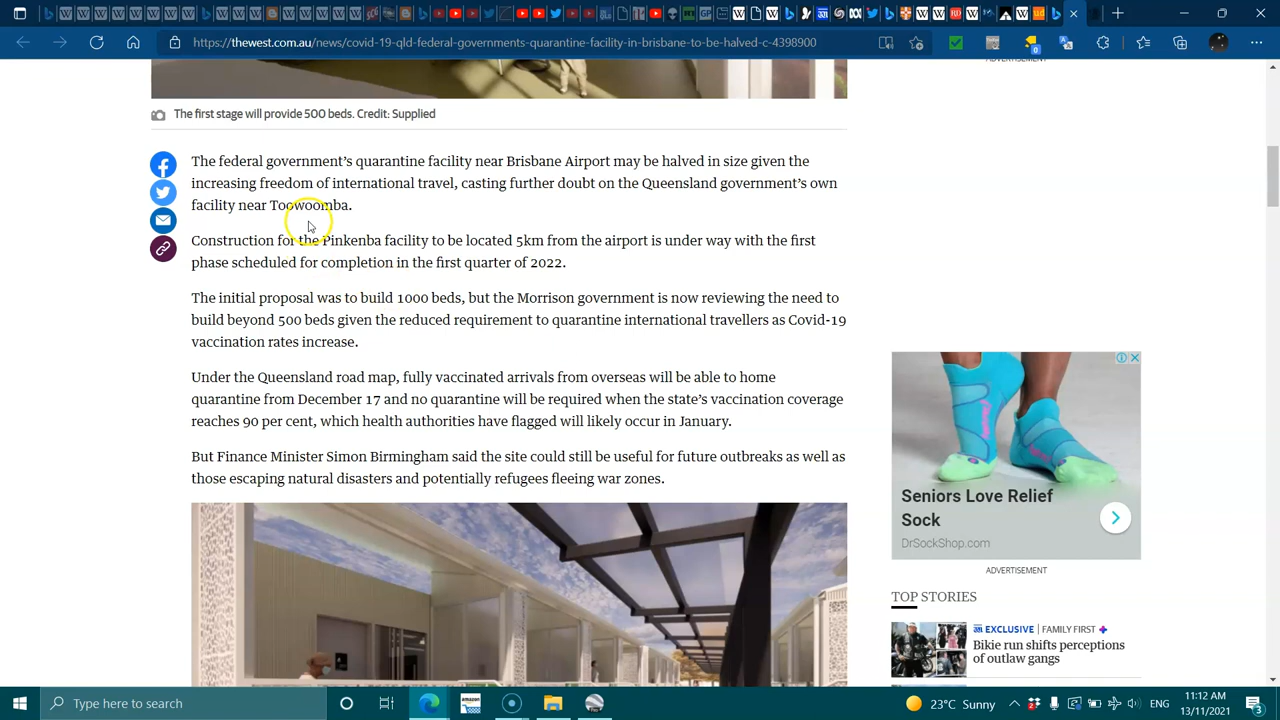 https://thewest.com.au/news/covid-19-qld-federal-governments-quarantine-facility-in-brisbane-to-be-halved-c-4398900
ADVERTISEMENT
The first stage will provide 500 beds. Credit: Supplied
The federal government's quarantine facility near Brisbane Airport may be halved in size given the
increasing freedom of international travel, casting further doubt on the Queensland government's own
facility near Toowoomba.
Construction for the Pinkenba facility to be located 5km from the airport is under way with the first
phase scheduled for completion in the first quarter of 2022.
The initial proposal was to build 1000 beds, but the Morrison government is now reviewing the need to
build beyond 500 beds given the reduced requirement to quarantine international travellers as Covid-19
vaccination rates increase.
Under the Queensland road map, fully vaccinated arrivals from overseas will be able to home
quarantine from December 17 and no quarantine will be required when the state's vaccination coverage
reaches 90 per cent, which health authorities have flagged will likely occur in January.
But Finance Minister Simon Birmingham said the site could still be useful for future outbreaks as well as
those escaping natural disasters and potentially refugees fleeing war zones.
Seniors Love Relief
Sock
DrSockShop.com
ADVERTISEMENT
TOP STORIES
EXCLUSIVE | FAMILY FIRST
Bikie run shifts perceptions
of outlaw gangs
Type here to search
amazon
23°C Sunny
ENG
11:12 AM
13/11/2021
3